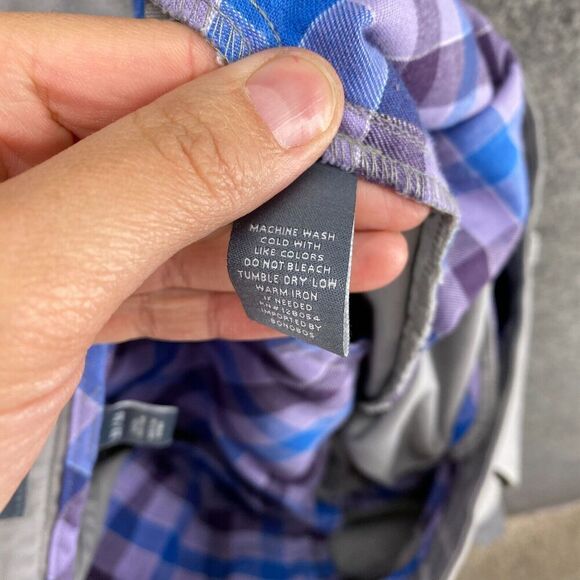 MACHINE WASH
COLD WITH
LIKE COLORS
DO NOT BLEACH
TUMBLE DRY LOW
WARM IRON
IF NEEDED
RN#128054
IMPORTED BY
BONOBOS